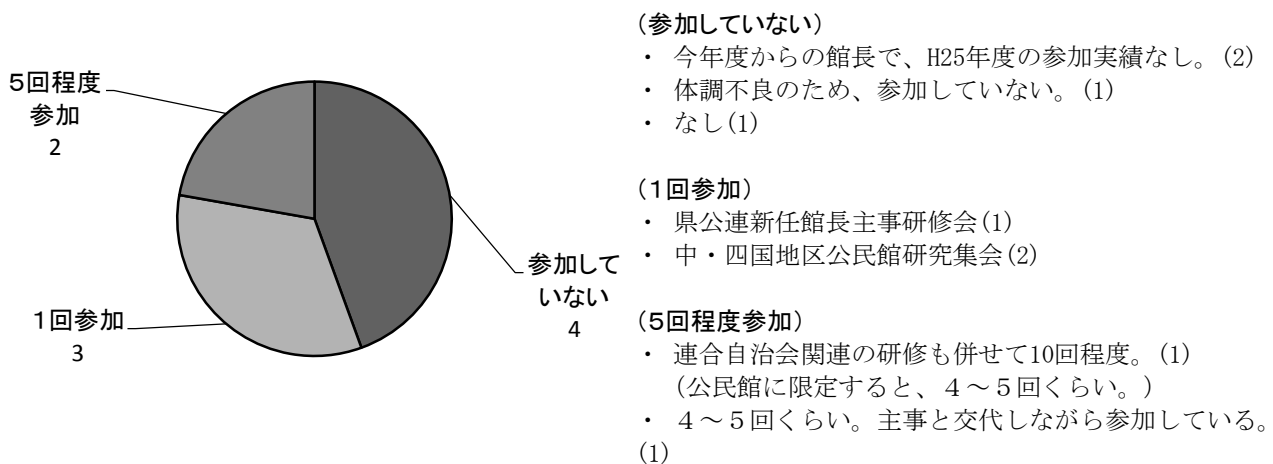 5回程度
参加
2
1回参加
3
参加して
いない
4
（参加していない）
・ 今年度からの館長で、H25年度の参加実績なし。(2)
・ 体調不良のため、参加していない。(1)
・ なし(1)
（1回参加）
・ 県公連新任館長主事研修会(1)
・ 中・四国地区公民館研究集会(2)
（5回程度参加）
・ 連合自治会関連の研修も併せて10回程度。(1)
(公民館に限定すると、４～５回くらい。)
・ ４～５回くらい。主事と交代しながら参加している。
(1)